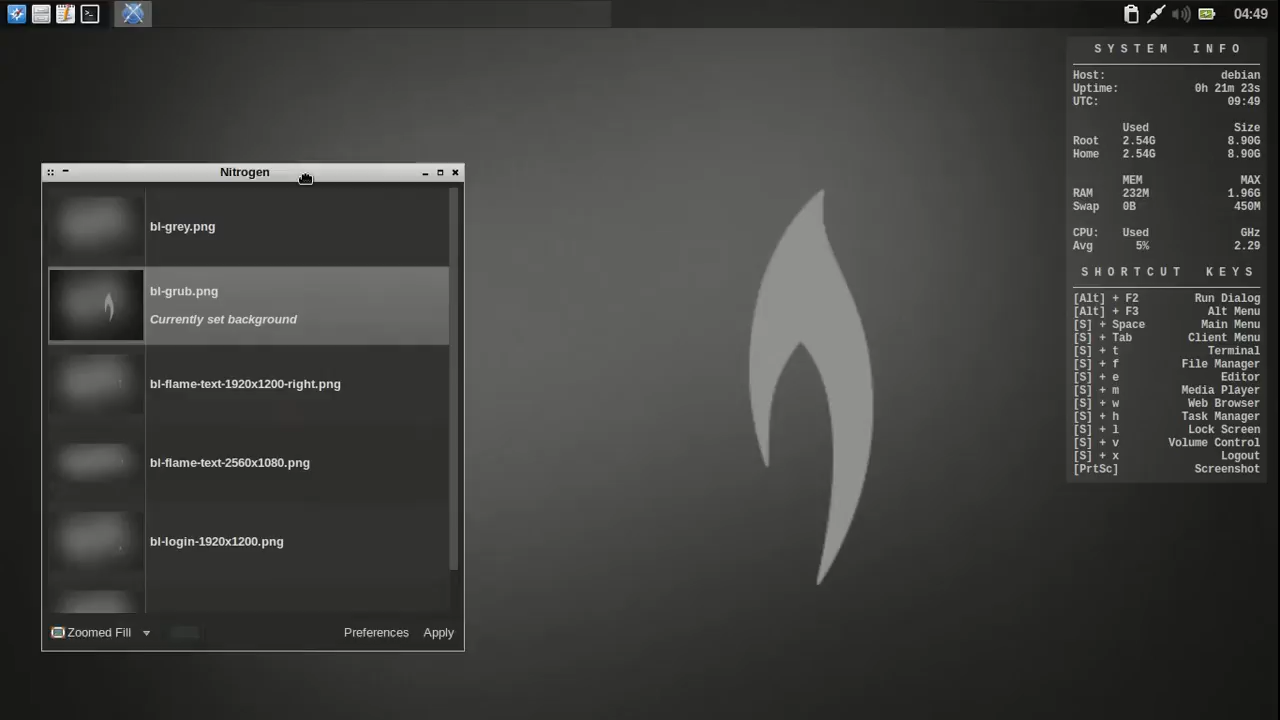 04:49
SYSTEM INFO
Host: debian
Uptime: 0h 21m 23s
UTC: 09:49
Used Size
Root 2.54G 8.90G
Home 2.54G 8.90G
MEM MAX
RAM 232M 1.96G
Swap 0B 450M
CPU: Used GHz
Avg 5% 2.29
SHORTCUT KEYS
[Alt] + F2 Run Dialog
[Alt] + F3 Alt Menu
[S] + Space Main Menu
[S] + Tab Client Menu
[S] + t Terminal
[S] + f File Manager
[S] + e Editor
[S] + m Media Player
[S] + w Web Browser
[S] + h Task Manager
[S] + l Lock Screen
[S] + v Volume Control
[S] + x Logout
[PrtSc] Screenshot
Nitrogen
bl-grey.png
bl-grub.png
Currently set background
bl-flame-text-1920x1200-right.png
bl-flame-text-2560x1080.png
bl-login-1920x1200.png
Zoomed Fill Preferences Apply